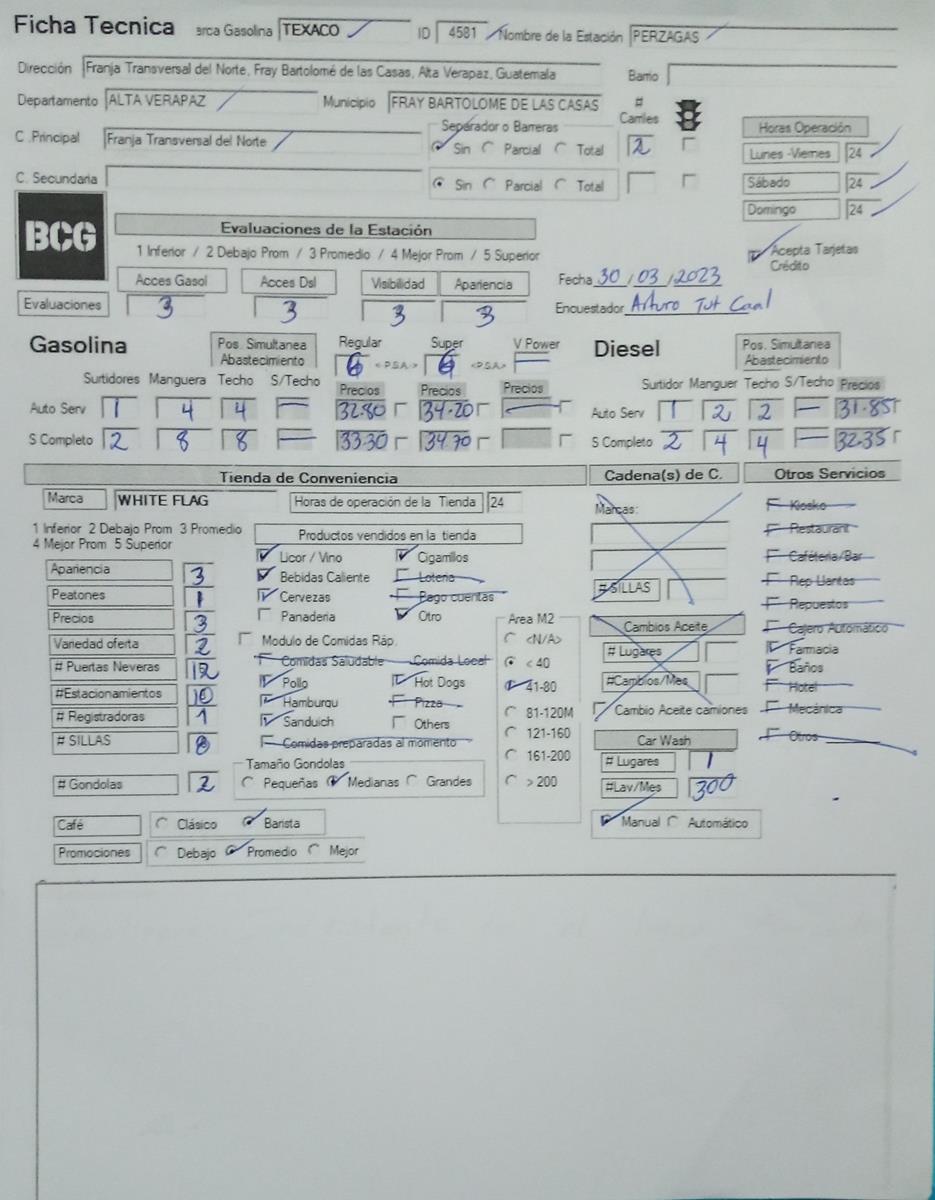 Ficha Tecnica arca Gasolina TEXACO ID 4581 Nombre de la Estación PERZAGAS
Dirección Franja Transversal del Norte, Fray Bartolomé de las Casas, Alta Verapaz, Guatemala Barrio
Departamento ALTA VERAPAZ Municipio FRAY BARTOLOME DE LAS CASAS # Carriles
C .Principal Franja Transversal del Norte Separador o Barreras Sin Parcial Total 2
Horas Operación
Lunes -Viernes 24
C. Secundaria Sin Parcial Total Sábado 24
Domingo 24
BCG
Evaluaciones de la Estación
1 Inferior / 2 Debajo Prom / 3 Promedio / 4 Mejor Prom / 5 Superior
Acepta Tarjetas Crédito
Acces Gasol Acces Dsl Visibilidad Apariencia Fecha 30/03/2023
Evaluaciones 3 3 3 3 Encuestador Arturo Tut Caal
Gasolina Pos. Simultanea Abastecimiento Regular Super V Power Diesel Pos. Simultanea Abastecimiento
6 <P.S.A.> 6 <P.S.A> —
Surtidores Manguera Techo S/Techo Precios Precios Precios Surtidor Manguer Techo S/Techo Precios
Auto Serv 1 4 4 — 32.80 34.20 — Auto Serv 1 2 2 — 31.85
S Completo 2 8 8 — 33.30 34.70 S Completo 2 4 4 — 32.35
Tienda de Conveniencia Cadena(s) de C. Otros Servicios
Marca WHITE FLAG Horas de operación de la Tienda 24 Marcas: Kiosko
1 Inferior 2 Debajo Prom 3 Promedio
4 Mejor Prom 5 Superior
Productos vendidos en la tienda Restaurant
Licor / Vino Cigarrillos Cafeteria/Bar
Apariencia 3 Bebidas Caliente Loteria # SILLAS Rep Llantas
Peatones 1 Cervezas Pago cuentas Repuestos
Precios 3 Panaderia Otro Area M2 Cambios Aceite Cajero Automático
Variedad oferta 2 Modulo de Comidas Ráp. <N/A> # Lugares Farmacia
# Puertas Neveras 12 Comidas Saludable Comida Local < 40 Baños
#Estacionamientos 10 Pollo Hot Dogs 41-80 #Cambios/Mes Hotel
# Registradoras 1 Hamburgu Pizza 81-120M Cambio Aceite camiones Mecánica
# SILLAS 8 Sanduich Others 121-160 Car Wash Otros
Comidas preparadas al momento 161-200 # Lugares 1
# Gondolas 2 Tamaño Gondolas Pequeñas Medianas Grandes > 200 #Lav/Mes 300
Café Clásico Barista Manual Automático
Promociones Debajo Promedio Mejor